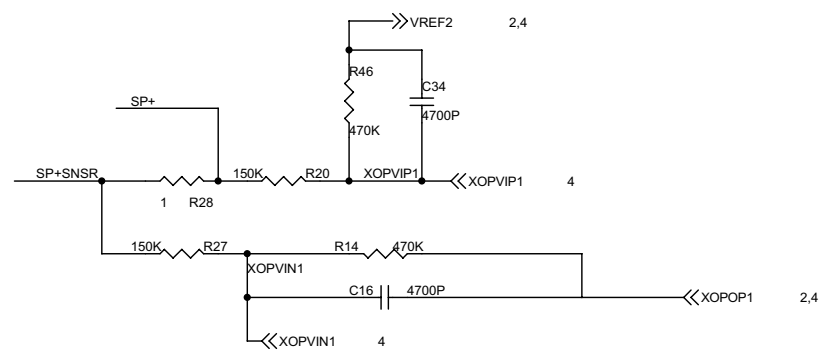 VREF2 2,4
R46
C34
SP+
4700P
470K
SP+SNSR 150K R20 XOPVIP1 XOPVIP1 4
1 R28
150K R27 R14 470K
XOPVIN1
C16 4700P XOPOP1 2,4
XOPVIN1 4